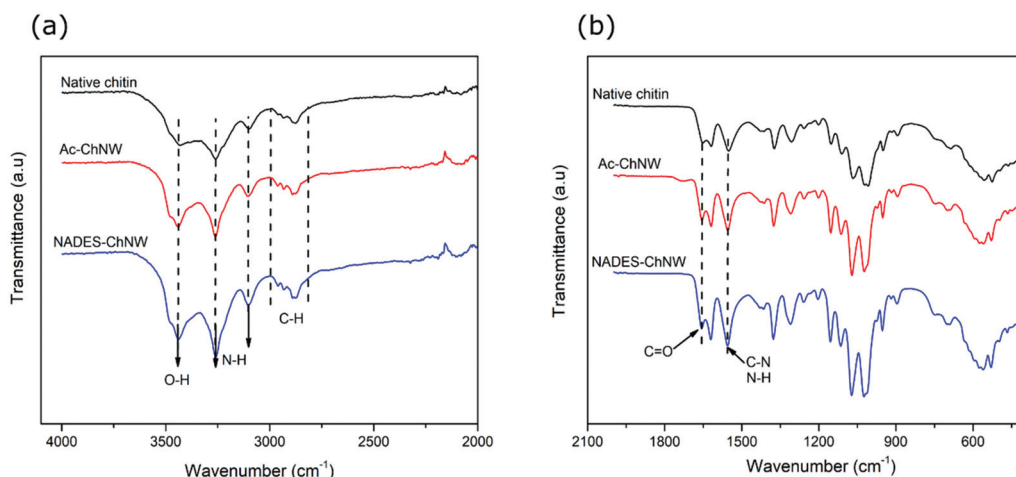 (a)
Native chitin
Ac-ChNW
NADES-ChNW
Transmittance (a.u)
O-H
N-H
C-H
4000 3500 3000 2500 2000
Wavenumber (cm⁻¹)
(b)
Native chitin
Ac-ChNW
NADES-ChNW
Transmittance (a.u)
C=O
C-N
N-H
2100 1800 1500 1200 900 600
Wavenumber (cm⁻¹)